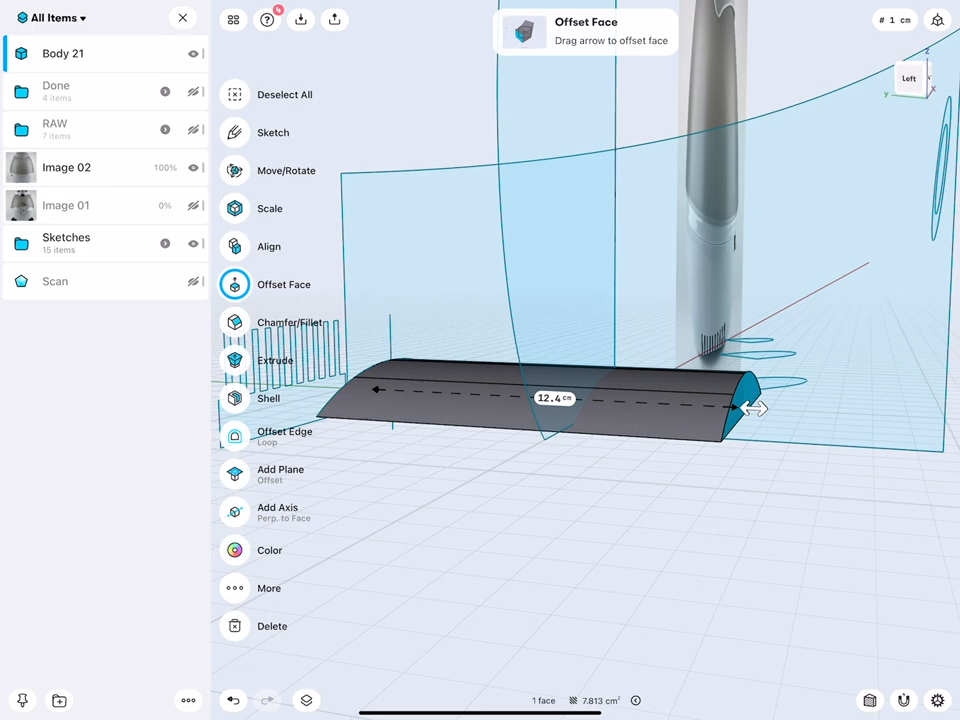 All Items
Body 21
Done
4 items
RAW
7 items
Image 02
100%
Image 01
0%
Sketches
15 items
Scan
4
Offset Face
Drag arrow to offset face
# 1 cm
Z
Left
y
X
Deselect All
Sketch
Move/Rotate
Scale
Align
Offset Face
Chamfer/Fillet
Extrude
Shell
Offset Edge
Loop
Add Plane
Offset
Add Axis
Perp. to Face
Color
More
Delete
12.4 cm
1 face
7.813 cm²